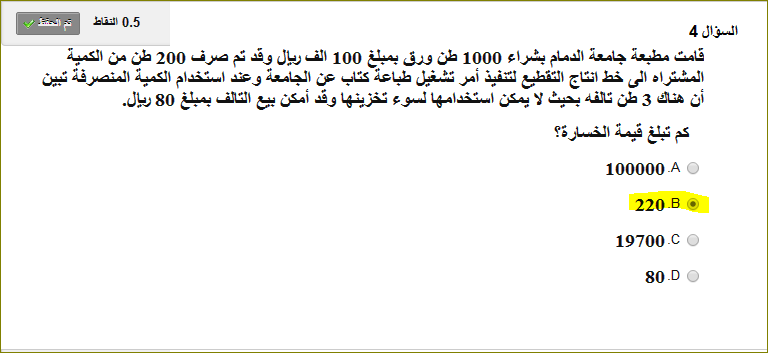 تم الحفظ
0.5 النقاط
السؤال 4
قامت مطبعة جامعة الدمام بشراء 1000 طن ورق بمبلغ 100 الف ريال وقد تم صرف 200 طن من الكمية
المشتراه الى خط انتاج التقطيع لتنفيذ أمر تشغيل طباعة كتاب عن الجامعة وعند استخدام الكمية المنصرفة تبين
أن هناك 3 طن تالفه بحيث لا يمكن استخدامها لسوء تخزينها وقد أمكن بيع التالف بمبلغ 80 ريال.
كم تبلغ قيمة الخسارة؟
A. 100000
B. 220
C. 19700
D. 80